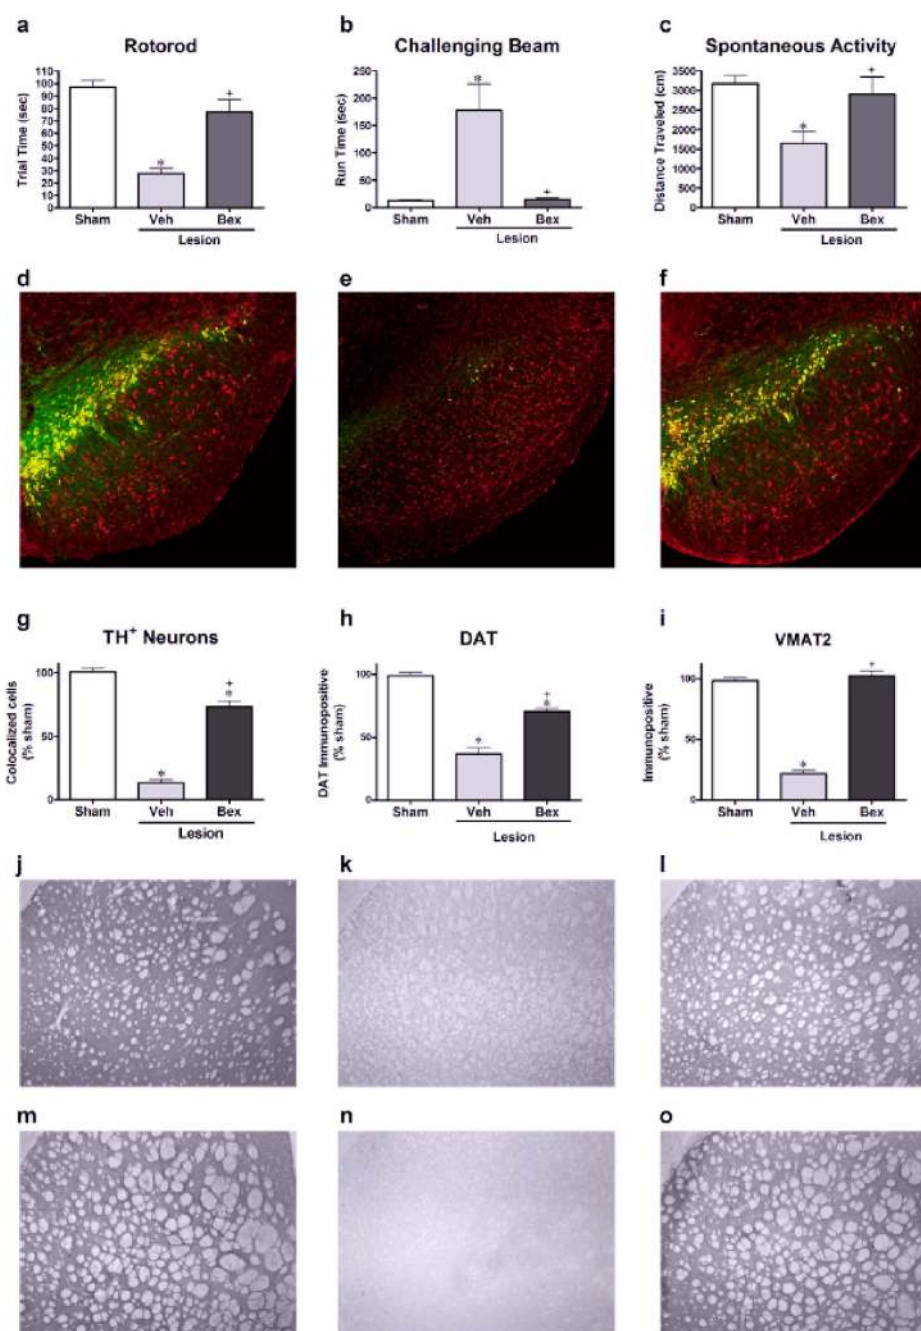 a
Rotorod
Trial Time (sec)
110
100
90
80
70
60
50
40
30
20
10
0
*
+
Sham Veh Bex
Lesion
b
Challenging Beam
Run Time (sec)
250
200
150
100
50
0
*
+
Sham Veh Bex
Lesion
c
Spontaneous Activity
Distance Traveled (cm)
3500
3000
2500
2000
1500
1000
500
0
*
+
Sham Veh Bex
Lesion
d
e
f
g
TH+ Neurons
Colocalized cells
(% sham)
100
50
0
*
+
*
Sham Veh Bex
Lesion
h
DAT
DAT Immunopositive
(% sham)
100
50
0
*
+
*
Sham Veh Bex
Lesion
i
VMAT2
Immunopositive
(% sham)
100
50
0
*
+
Sham Veh Bex
Lesion
j
k
l
m
n
o